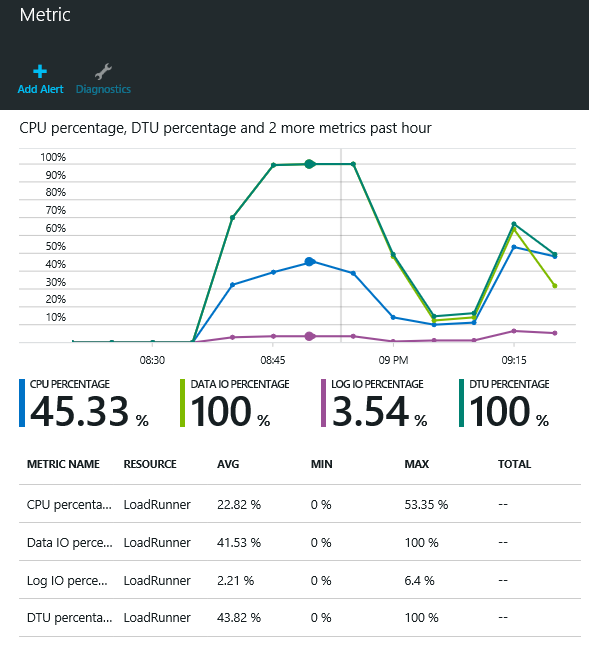 Metric
Add Alert Diagnostics
CPU percentage, DTU percentage and 2 more metrics past hour
100%
90%
80%
70%
60%
50%
40%
30%
20%
10%
08:30 08:45 09 PM 09:15
CPU PERCENTAGE DATA IO PERCENTAGE LOG IO PERCENTAGE DTU PERCENTAGE
45.33 % 100 % 3.54 % 100 %
METRIC NAME RESOURCE AVG MIN MAX TOTAL
CPU percenta... LoadRunner 22.82 % 0 % 53.35 % --
Data IO perce... LoadRunner 41.53 % 0 % 100 % --
Log IO perce... LoadRunner 2.21 % 0 % 6.4 % --
DTU percenta... LoadRunner 43.82 % 0 % 100 % --